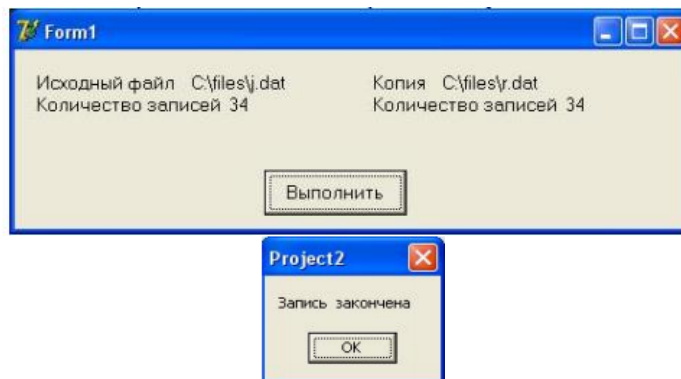 Form1
Исходный файл C:\files\j.dat Копия C:\files\r.dat
Количество записей 34 Количество записей 34
Выполнить
Project2
Запись закончена
OK